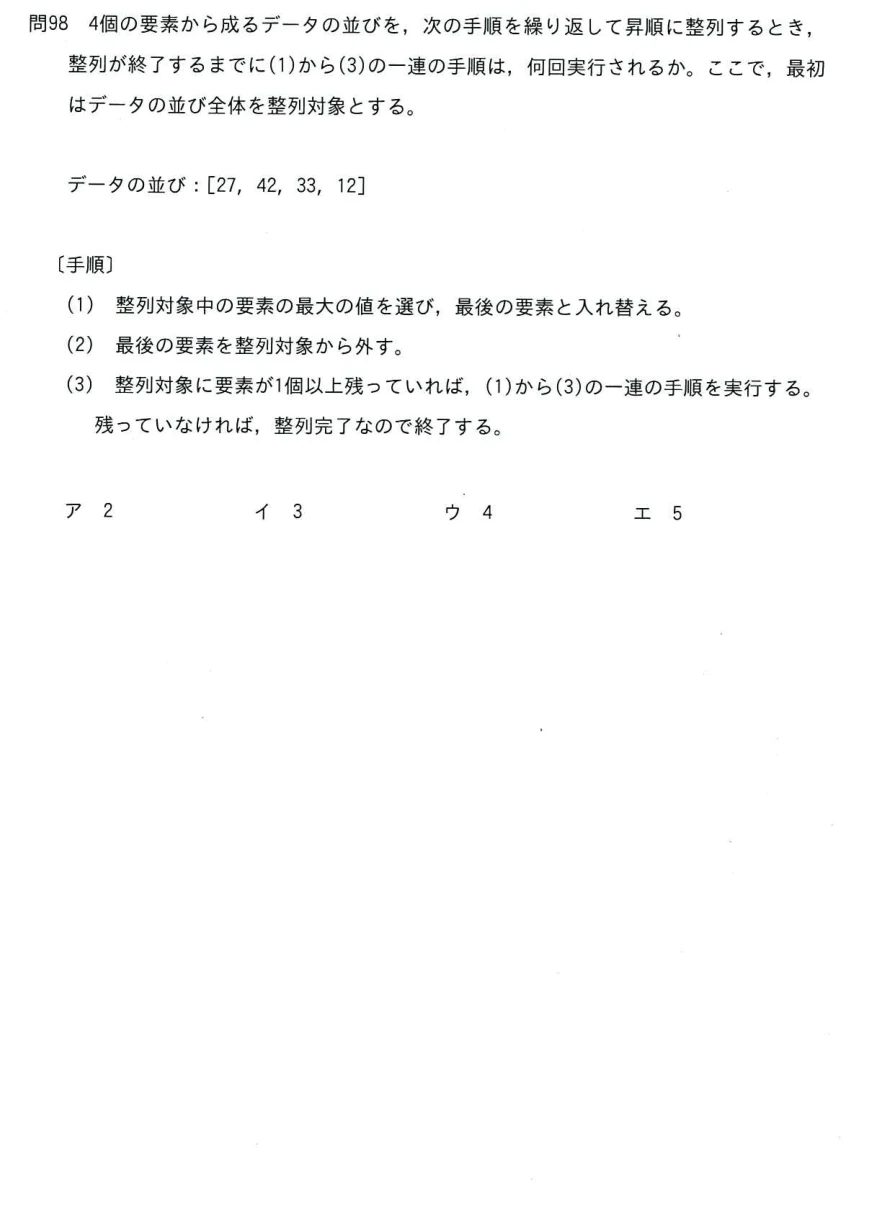 問98　4個の要素から成るデータの並びを，次の手順を繰り返して昇順に整列するとき，
整列が終了するまでに(1)から(3)の一連の手順は，何回実行されるか。ここで，最初
はデータの並び全体を整列対象とする。
データの並び：[27, 42, 33, 12]
〔手順〕
(1)　整列対象中の要素の最大の値を選び，最後の要素と入れ替える。
(2)　最後の要素を整列対象から外す。
(3)　整列対象に要素が1個以上残っていれば，(1)から(3)の一連の手順を実行する。
残っていなければ，整列完了なので終了する。
ア　2　イ　3　ウ　4　エ　5